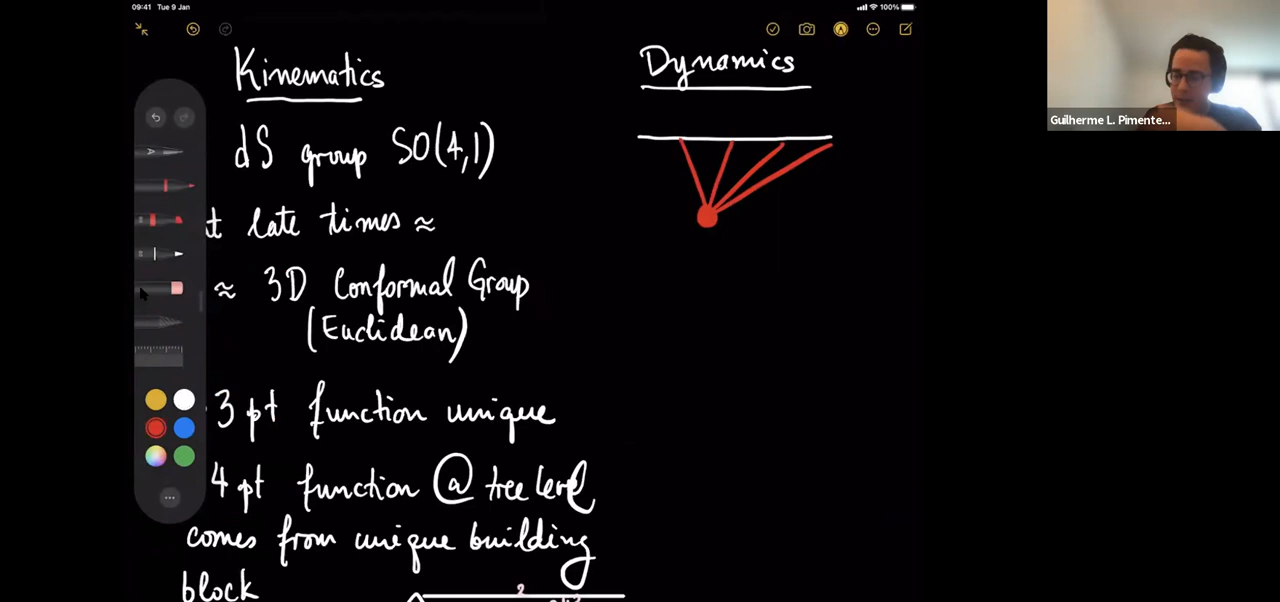 09:41 Tue 9 Jan
100%
Kinematics
dS group SO(4,1)
t late times ≈
≈ 3D Conformal Group
(Euclidean)
3 pt function unique
4 pt function @ tree level
comes from unique building
block
Dynamics
Guilherme L. Pimente...